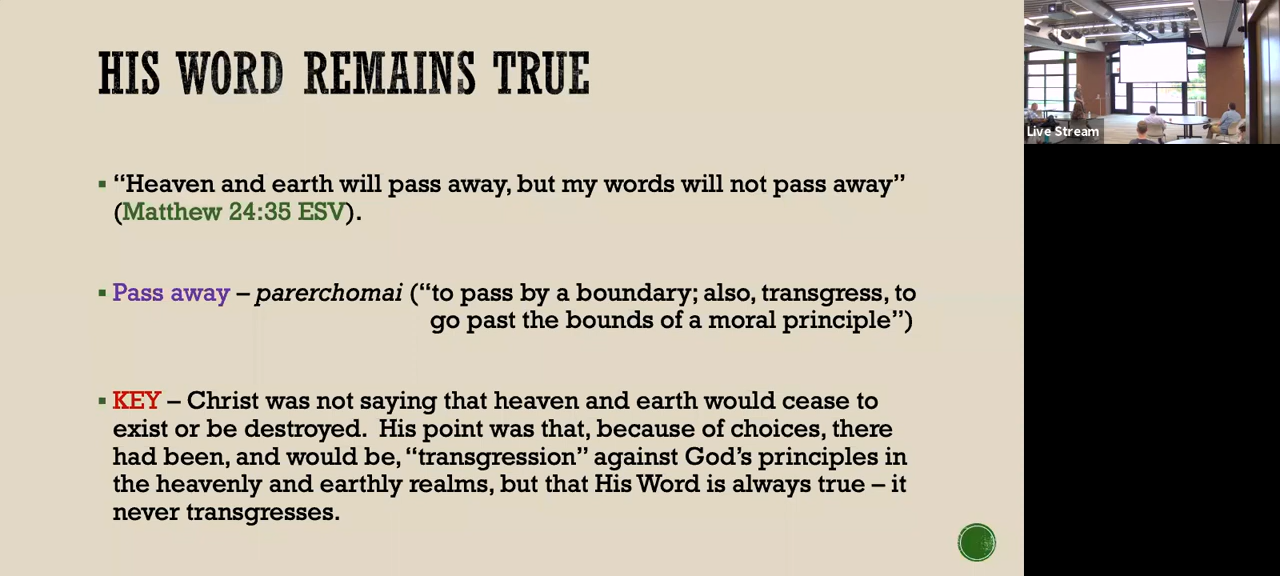 HIS WORD REMAINS TRUE
▪ “Heaven and earth will pass away, but my words will not pass away”
(Matthew 24:35 ESV).
▪ Pass away – parerchomai (“to pass by a boundary; also, transgress, to
go past the bounds of a moral principle”)
▪ KEY – Christ was not saying that heaven and earth would cease to
exist or be destroyed.  His point was that, because of choices, there
had been, and would be, “transgression” against God’s principles in
the heavenly and earthly realms, but that His Word is always true – it
never transgresses.
Live Stream